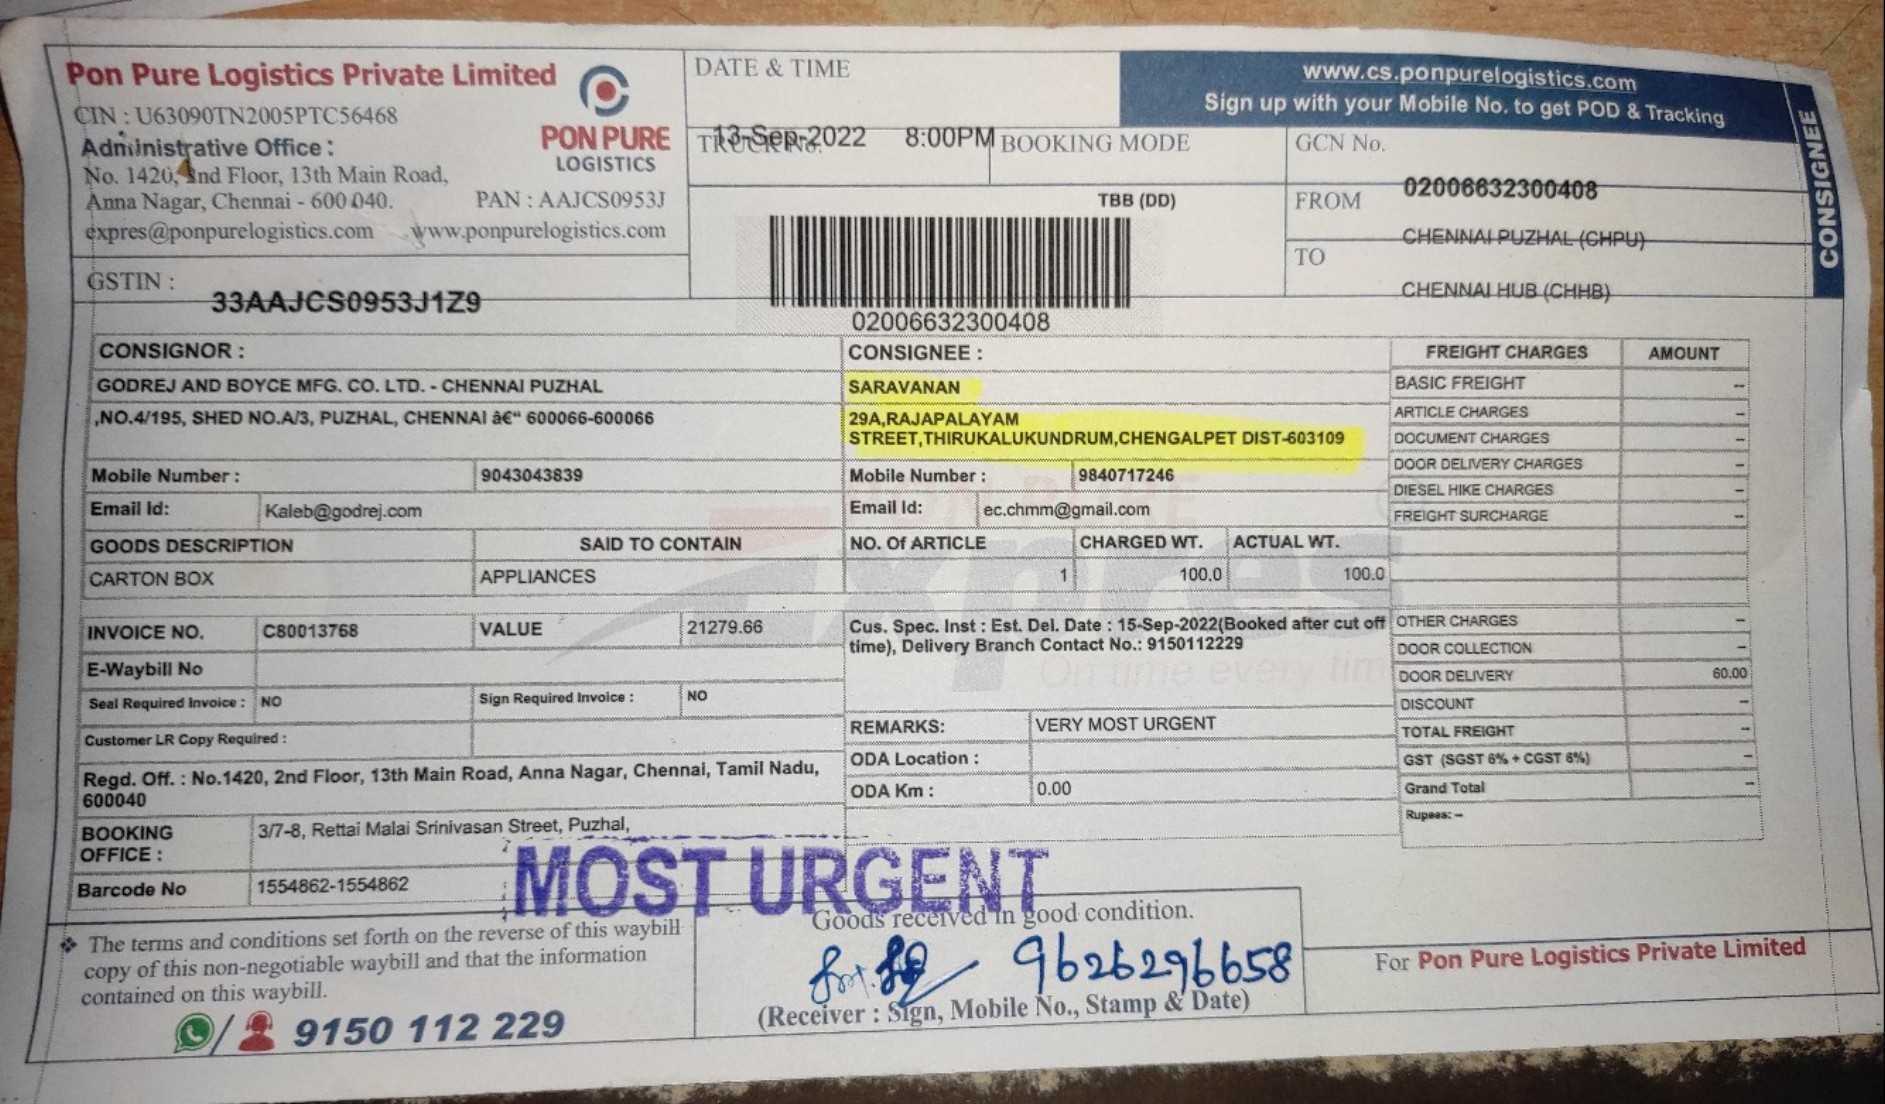 Pon Pure Logistics Private Limited
CIN : U63090TN2005PTC56468
Administrative Office :
No. 1420, 2nd Floor, 13th Main Road,
Anna Nagar, Chennai - 600 040.
PAN : AAJCS0953J
expres@ponpurelogistics.com www.ponpurelogistics.com
PON PURE
LOGISTICS
GSTIN :
33AAJCS0953J1Z9
DATE & TIME
13-Sep-2022 8:00PM
TRUCK No.
BOOKING MODE
TBB (DD)
02006632300408
www.cs.ponpurelogistics.com
Sign up with your Mobile No. to get POD & Tracking
GCN No.
02006632300408
FROM
CHENNAI PUZHAL (CHPU)
TO
CHENNAI HUB (CHHB)
CONSIGNEE
CONSIGNOR :
GODREJ AND BOYCE MFG. CO. LTD. - CHENNAI PUZHAL
,NO.4/195, SHED NO.A/3, PUZHAL, CHENNAI â€“ 600066-600066
Mobile Number : 9043043839
Email Id: Kaleb@godrej.com
CONSIGNEE :
SARAVANAN
29A,RAJAPALAYAM
STREET,THIRUKALUKUNDRUM,CHENGALPET DIST-603109
Mobile Number : 9840717246
Email Id: ec.chmm@gmail.com
GOODS DESCRIPTION SAID TO CONTAIN NO. Of ARTICLE CHARGED WT. ACTUAL WT.
CARTON BOX APPLIANCES 1 100.0 100.0
INVOICE NO. C80013768 VALUE 21279.66
E-Waybill No
Seal Required Invoice : NO Sign Required Invoice : NO
Customer LR Copy Required :
Regd. Off. : No.1420, 2nd Floor, 13th Main Road, Anna Nagar, Chennai, Tamil Nadu,
600040
BOOKING
OFFICE :
3/7-8, Rettai Malai Srinivasan Street, Puzhal,
Barcode No 1554862-1554862
Cus. Spec. Inst : Est. Del. Date : 15-Sep-2022(Booked after cut off
time), Delivery Branch Contact No.: 9150112229
Expres
On time every tim
REMARKS: VERY MOST URGENT
ODA Location :
ODA Km : 0.00
FREIGHT CHARGES AMOUNT
BASIC FREIGHT --
ARTICLE CHARGES --
DOCUMENT CHARGES --
DOOR DELIVERY CHARGES --
DIESEL HIKE CHARGES --
FREIGHT SURCHARGE --
OTHER CHARGES --
DOOR COLLECTION --
DOOR DELIVERY 60.00
DISCOUNT --
TOTAL FREIGHT --
GST (SGST 6% + CGST 6%) --
Grand Total --
Rupees: --
MOST URGENT
❖ The terms and conditions set forth on the reverse of this waybill
copy of this non-negotiable waybill and that the information
contained on this waybill.
/ 9150 112 229
Goods received in good condition.
9626296658
(Receiver : Sign, Mobile No., Stamp & Date)
For Pon Pure Logistics Private Limited